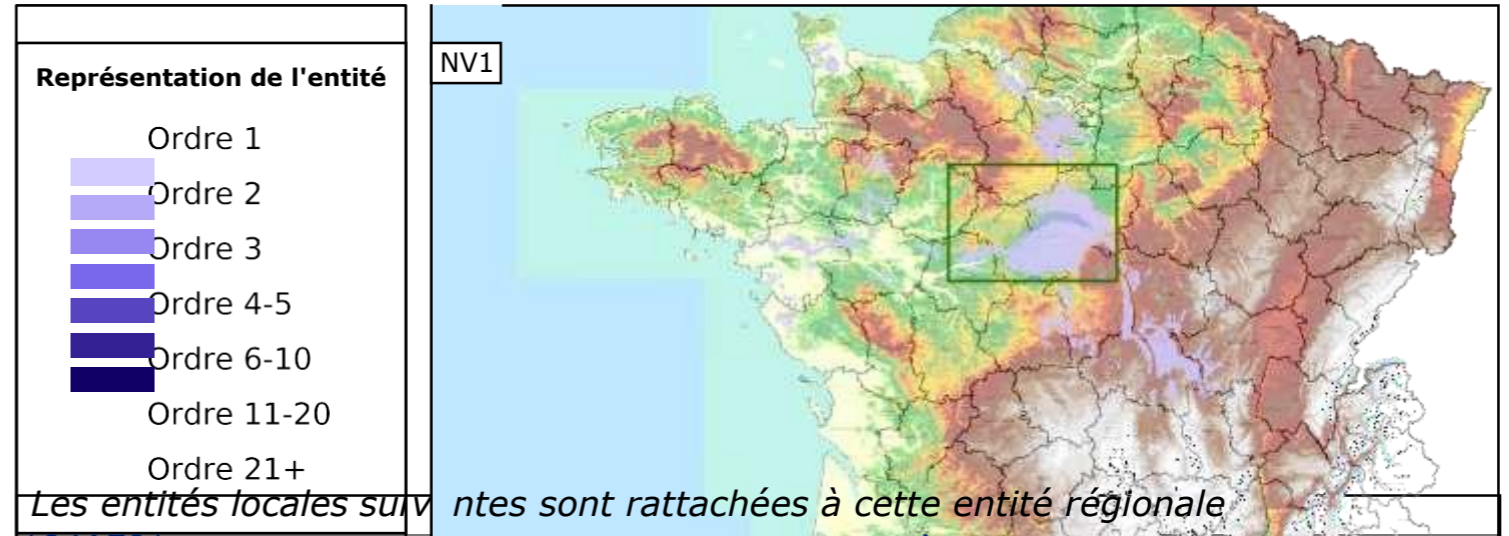 Représentation de l'entité
NV1
Ordre 1
Ordre 2
Ordre 3
Ordre 4-5
Ordre 6-10
Ordre 11-20
Ordre 21+
Les entités locales suiv ntes sont rattachées à cette entité régionale